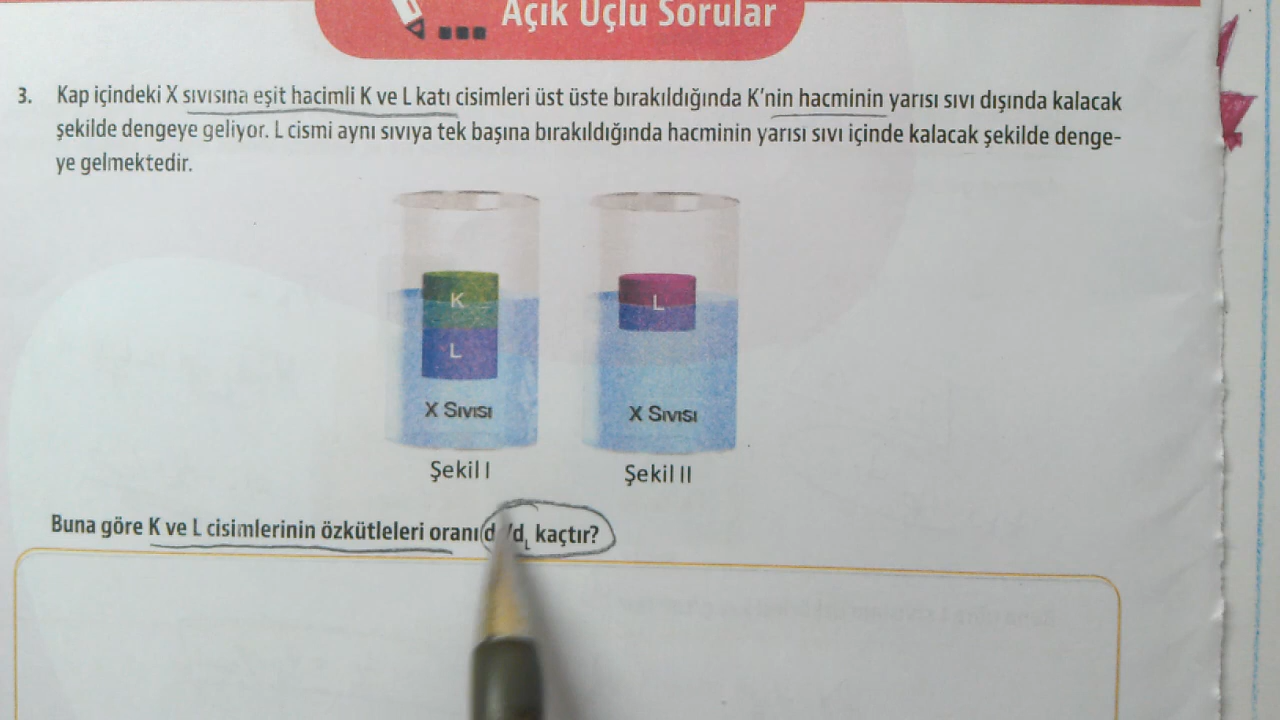 Açık Uçlu Sorular
3. Kap içindeki X sıvısına eşit hacimli K ve L katı cisimleri üst üste bırakıldığında K'nin hacminin yarısı sıvı dışında kalacak
şekilde dengeye geliyor. L cismi aynı sıvıya tek başına bırakıldığında hacminin yarısı sıvı içinde kalacak şekilde denge-
ye gelmektedir.
K
L
X Sıvısı
Şekil I
L
X Sıvısı
Şekil II
Buna göre K ve L cisimlerinin özkütleleri oranı d /dL kaçtır?